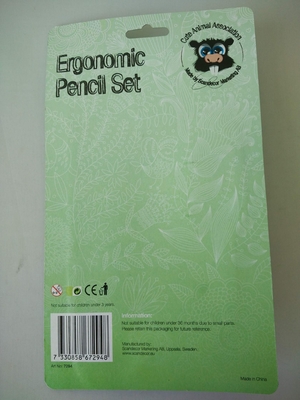 Ergonomic
Pencil Set
Cute Animal Association
Made by Scandecor Marketing AB
CE
Not suitable for children under 3 years.
Information:
Not suitable for children under 36 months due to small parts.
Please retain this packaging for future reference.
Manufactured by:
Scandecor Marketing AB, Uppsala, Sweden.
www.scandecor.se
7 330858 672948
Made in China